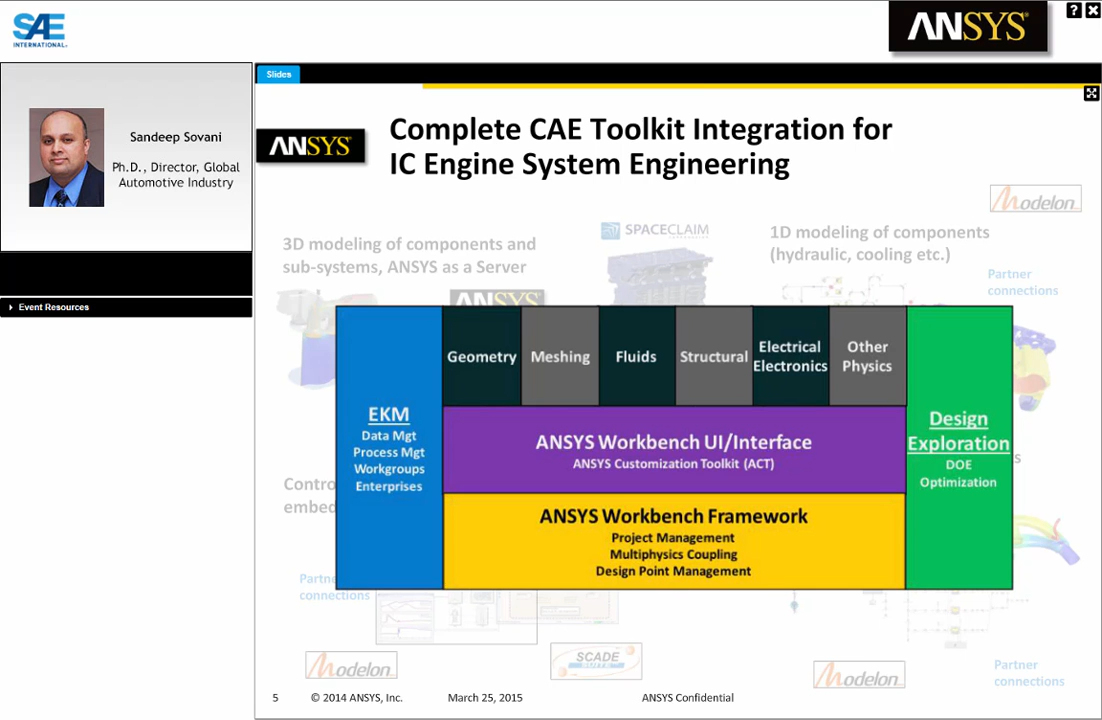 SAE
INTERNATIONAL
ANSYS
Slides
Sandeep Sovani
Ph.D., Director, Global
Automotive Industry
Event Resources
ANSYS
Complete CAE Toolkit Integration for
IC Engine System Engineering
Modelon
3D modeling of components and
sub-systems, ANSYS as a Server
SPACECLAIM
1D modeling of components
(hydraulic, cooling etc.)
Partner
connections
ANSYS
EKM
Data Mgt
Process Mgt
Workgroups
Enterprises
Geometry
Meshing
Fluids
Structural
Electrical
Electronics
Other
Physics
ANSYS Workbench UI/Interface
ANSYS Customization Toolkit (ACT)
ANSYS Workbench Framework
Project Management
Multiphysics Coupling
Design Point Management
Design
Exploration
DOE
Optimization
Contro
embed
Partne
connections
Modelon
SCADE
SUITE
Modelon
Partner
connections
5 © 2014 ANSYS, Inc. March 25, 2015 ANSYS Confidential